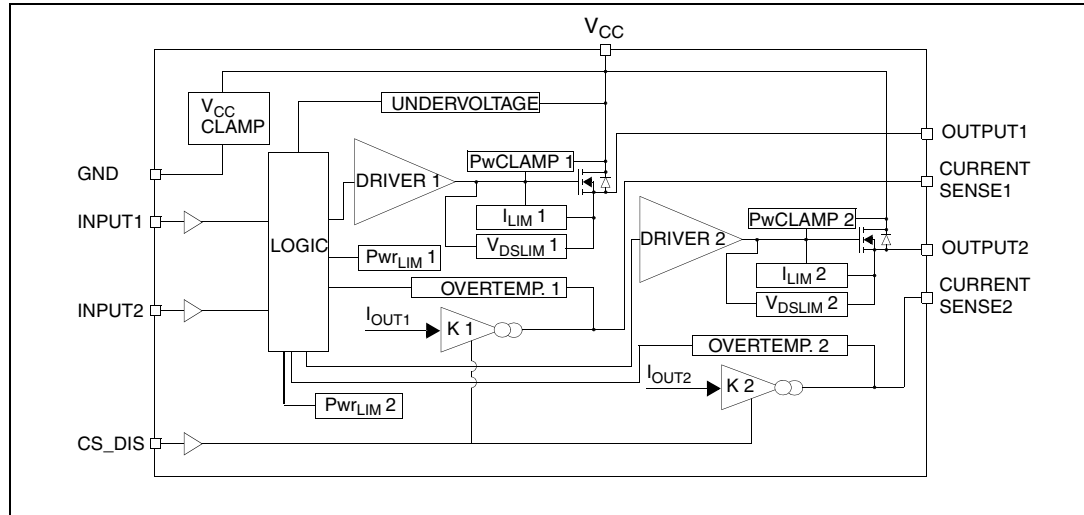 VCC
VCC
CLAMP
UNDERVOLTAGE
OUTPUT1
GND
PwCLAMP 1
DRIVER 1
CURRENT
SENSE1
INPUT1
LOGIC
ILIM 1
VDSLIM 1
PwrLIM 1
PwCLAMP 2
DRIVER 2
OUTPUT2
ILIM 2
VDSLIM 2
CURRENT
SENSE2
OVERTEMP. 1
INPUT2
IOUT1
K 1
OVERTEMP. 2
IOUT2
K 2
PwrLIM 2
CS_DIS